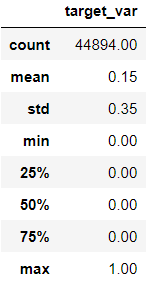 target_var
count 44894.00
mean 0.15
std 0.35
min 0.00
25% 0.00
50% 0.00
75% 0.00
max 1.00